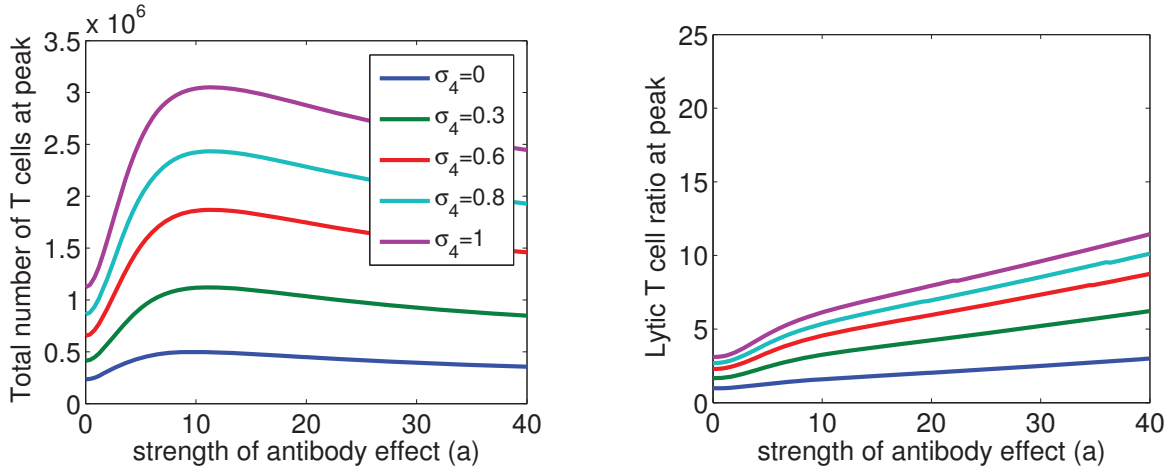 x 10⁶
Total number of T cells at peak
3.5
3
2.5
2
1.5
1
0.5
0
0
10
20
30
40
strength of antibody effect (a)
σ₄=0
σ₄=0.3
σ₄=0.6
σ₄=0.8
σ₄=1
Lytic T cell ratio at peak
25
20
15
10
5
0
0
10
20
30
40
strength of antibody effect (a)